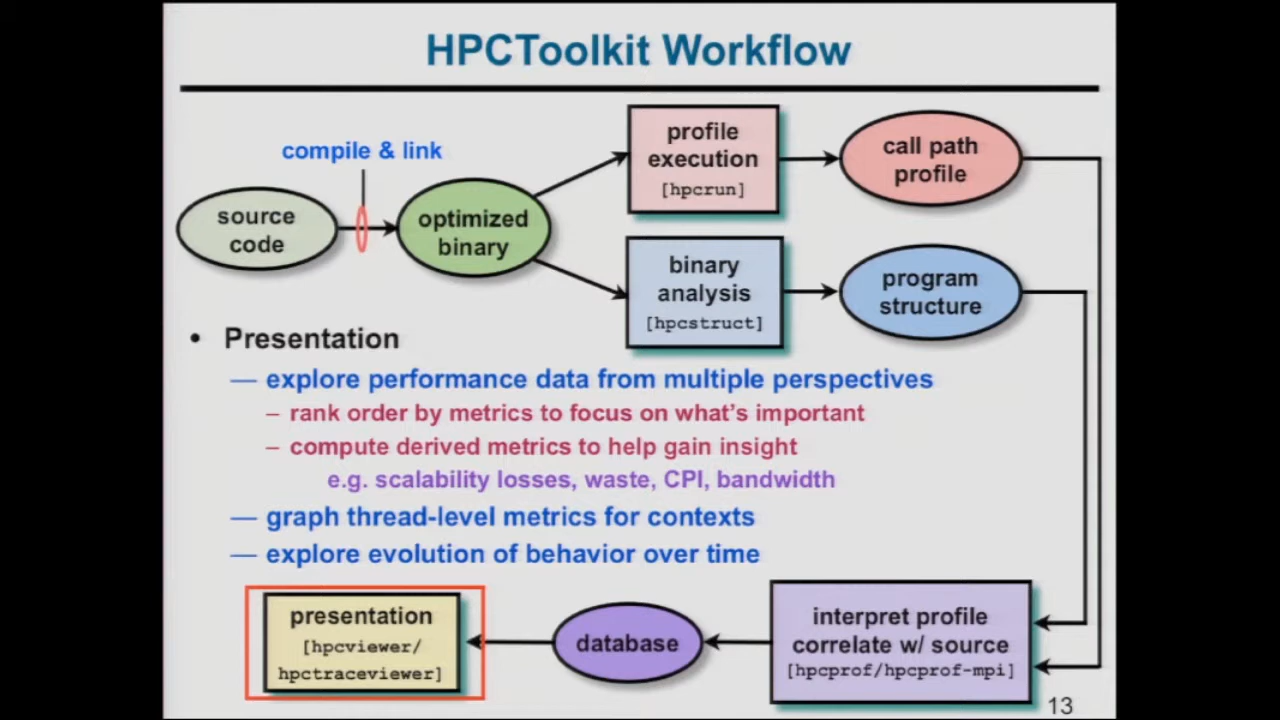 HPCToolkit Workflow
compile & link
source
code
optimized
binary
profile
execution
[hpcrun]
call path
profile
binary
analysis
[hpcstruct]
program
structure
• Presentation
— explore performance data from multiple perspectives
– rank order by metrics to focus on what’s important
– compute derived metrics to help gain insight
e.g. scalability losses, waste, CPI, bandwidth
— graph thread-level metrics for contexts
— explore evolution of behavior over time
presentation
[hpcviewer/
hpctraceviewer]
database
interpret profile
correlate w/ source
[hpcprof/hpcprof-mpi]
13